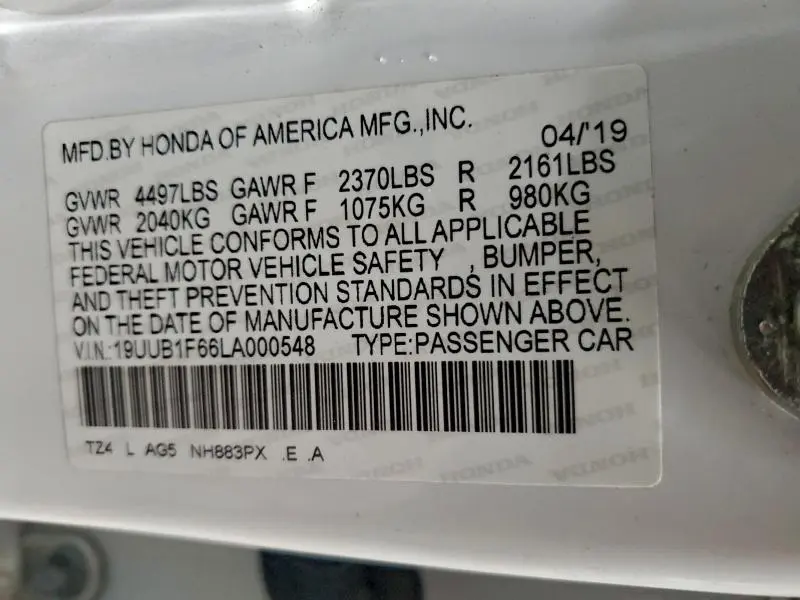 MFD.BY HONDA OF AMERICA MFG.,INC.
04/'19
GVWR 4497LBS GAWR F 2370LBS R 2161LBS
GVWR 2040KG GAWR F 1075KG R 980KG
THIS VEHICLE CONFORMS TO ALL APPLICABLE
FEDERAL MOTOR VEHICLE SAFETY , BUMPER,
AND THEFT PREVENTION STANDARDS IN EFFECT
ON THE DATE OF MANUFACTURE SHOWN ABOVE.
V.I.N.:19UUB1F66LA000548 TYPE:PASSENGER CAR
TZ4 L AG5 NH883PX .E .A